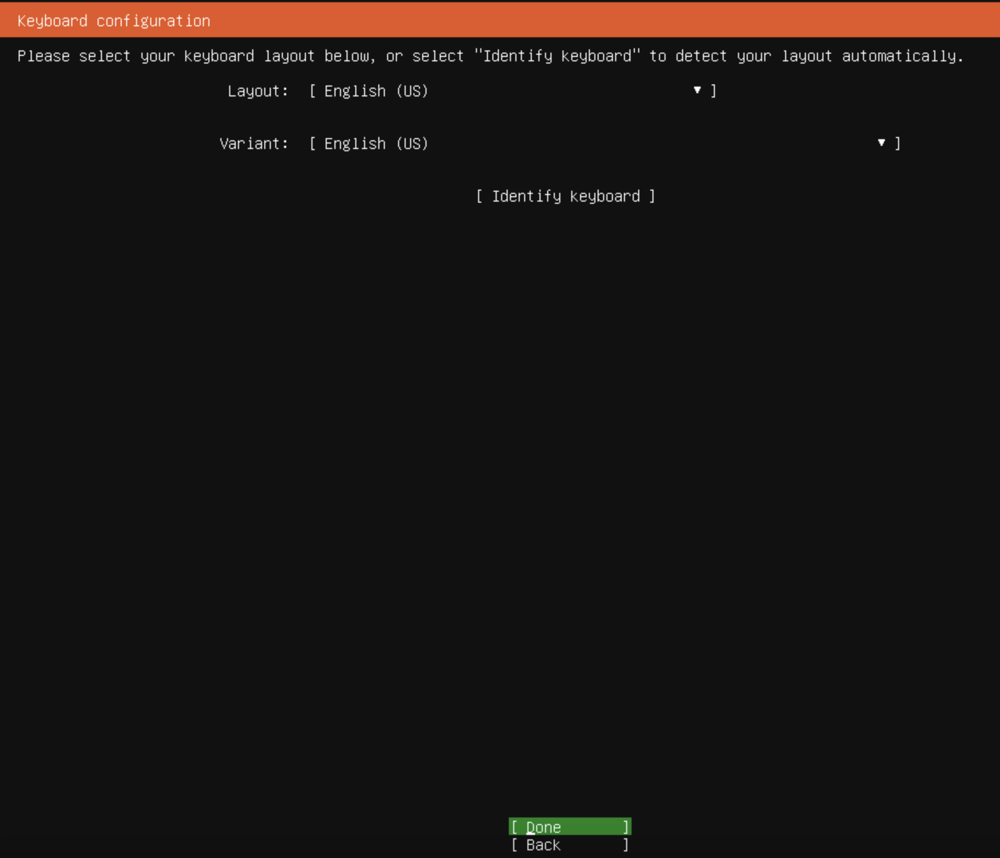 Keyboard configuration
Please select your keyboard layout below, or select "Identify keyboard" to detect your layout automatically.
Layout: [ English (US) ▼ ]
Variant: [ English (US) ▼ ]
[ Identify keyboard ]
[ Done ]
[ Back ]